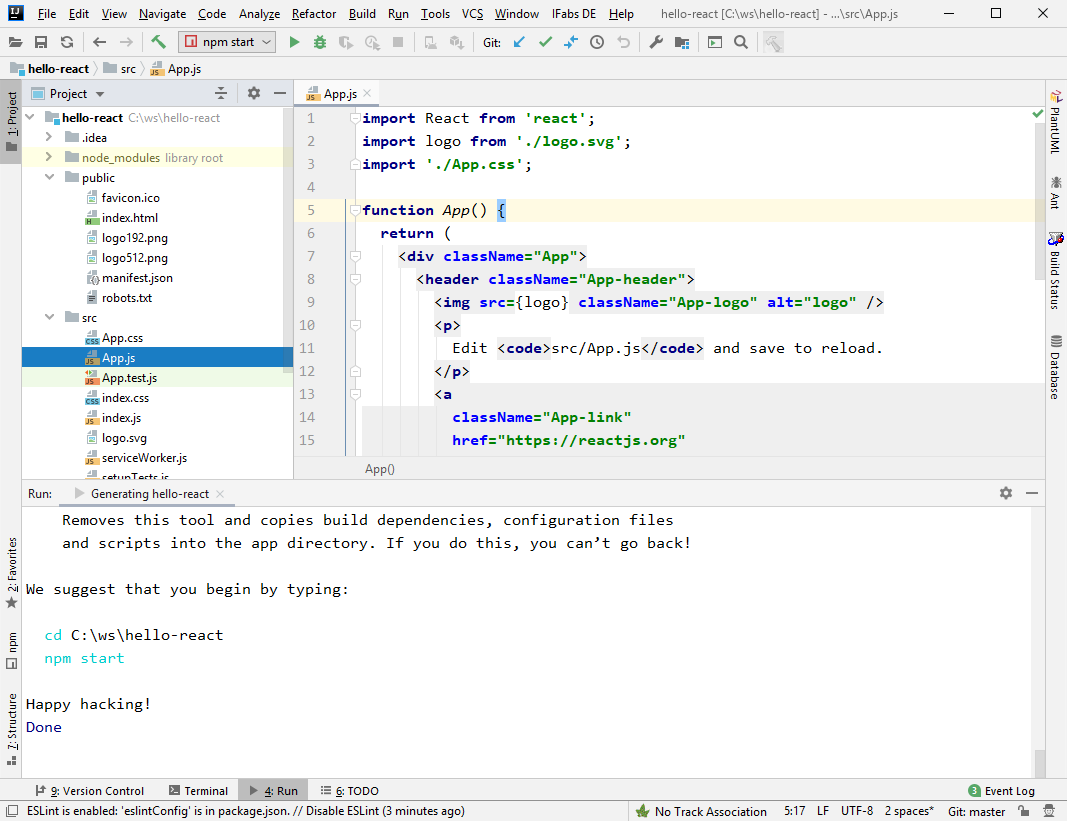 File Edit View Navigate Code Analyze Refactor Build Run Tools VCS Window IFabs DE Help hello-react [C:\ws\hello-react] - ...\src\App.js
npm start Git:
hello-react src App.js
1: Project
Project
hello-react C:\ws\hello-react
.idea
node_modules library root
public
favicon.ico
index.html
logo192.png
logo512.png
manifest.json
robots.txt
src
App.css
App.js
App.test.js
index.css
index.js
logo.svg
serviceWorker.js
setupTests.js
App.js
1 import React from 'react';
2 import logo from './logo.svg';
3 import './App.css';
4
5 function App() {
6 return (
7 <div className="App">
8 <header className="App-header">
9 <img src={logo} className="App-logo" alt="logo" />
10 <p>
11 Edit <code>src/App.js</code> and save to reload.
12 </p>
13 <a
14 className="App-link"
15 href="https://reactjs.org"
App()
PlantUML
Ant
Build Status
Database
Run: Generating hello-react
Removes this tool and copies build dependencies, configuration files
and scripts into the app directory. If you do this, you can’t go back!
We suggest that you begin by typing:
cd C:\ws\hello-react
npm start
Happy hacking!
Done
2: Favorites
npm
7: Structure
9: Version Control Terminal 4: Run 6: TODO 3 Event Log
ESLint is enabled: 'eslintConfig' is in package.json. // Disable ESLint (3 minutes ago) No Track Association 5:17 LF UTF-8 2 spaces* Git: master